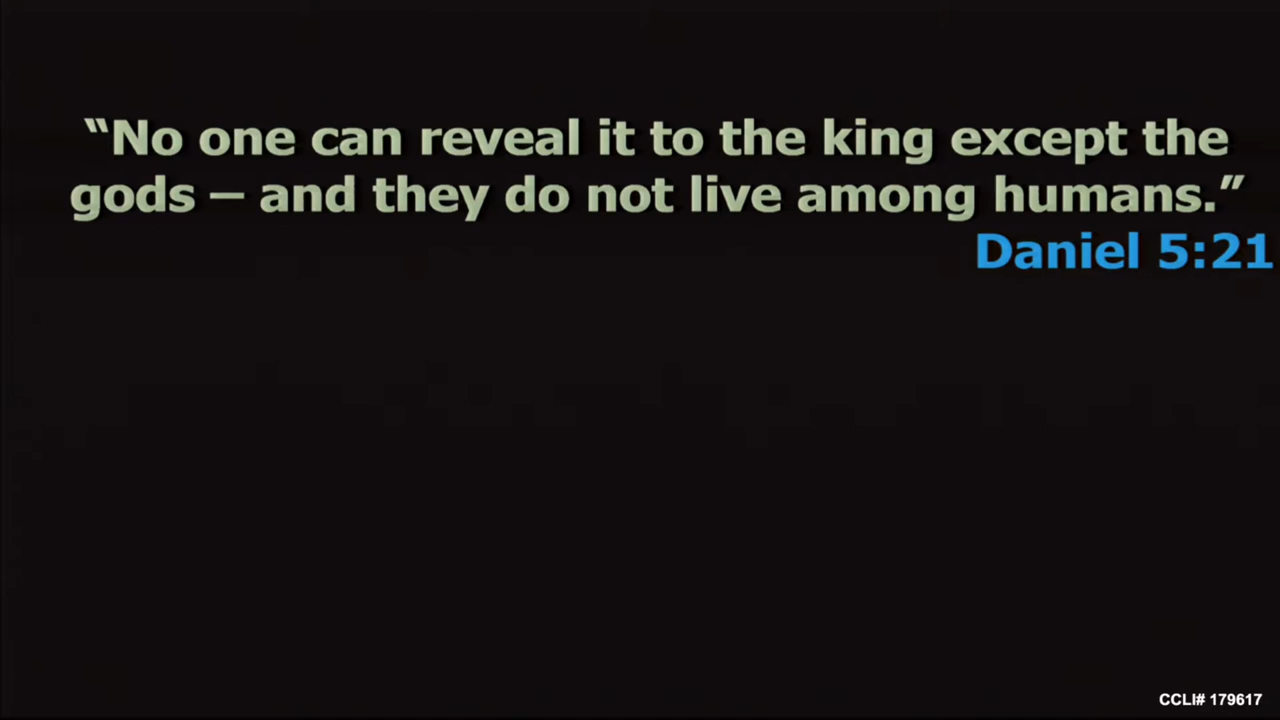 “No one can reveal it to the king except the
gods – and they do not live among humans.”
Daniel 5:21
CCLI# 179617